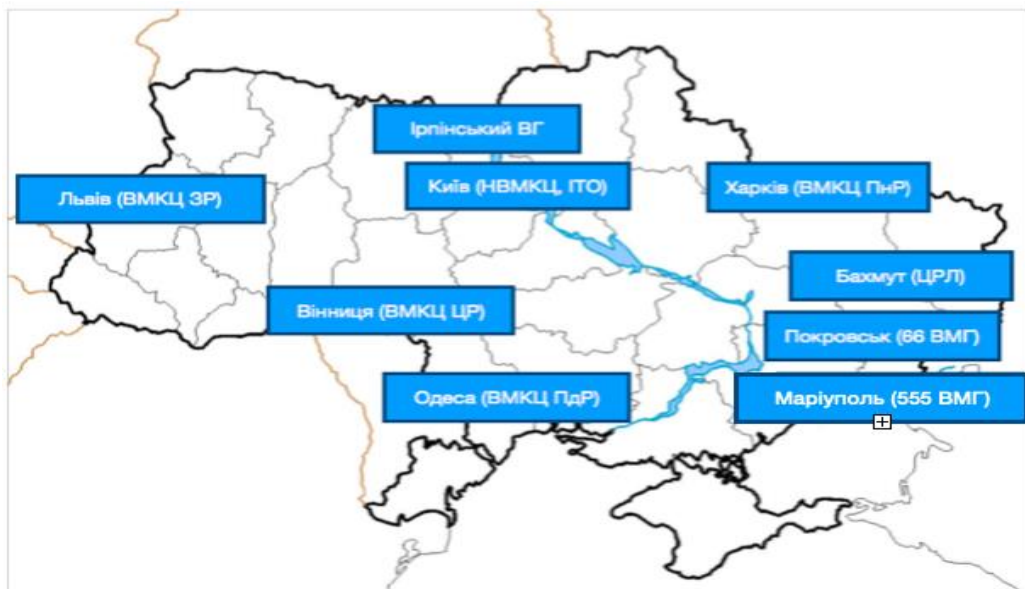 Ірпінський ВГ
Львів (ВМКЦ ЗР)
Київ (НВМКЦ, ІТО)
Харків (ВМКЦ ПнР)
Бахмут (ЦРЛ)
Вінниця (ВМКЦ ЦР)
Покровськ (66 ВМГ)
Одеса (ВМКЦ ПдР)
Маріуполь (555 ВМГ)